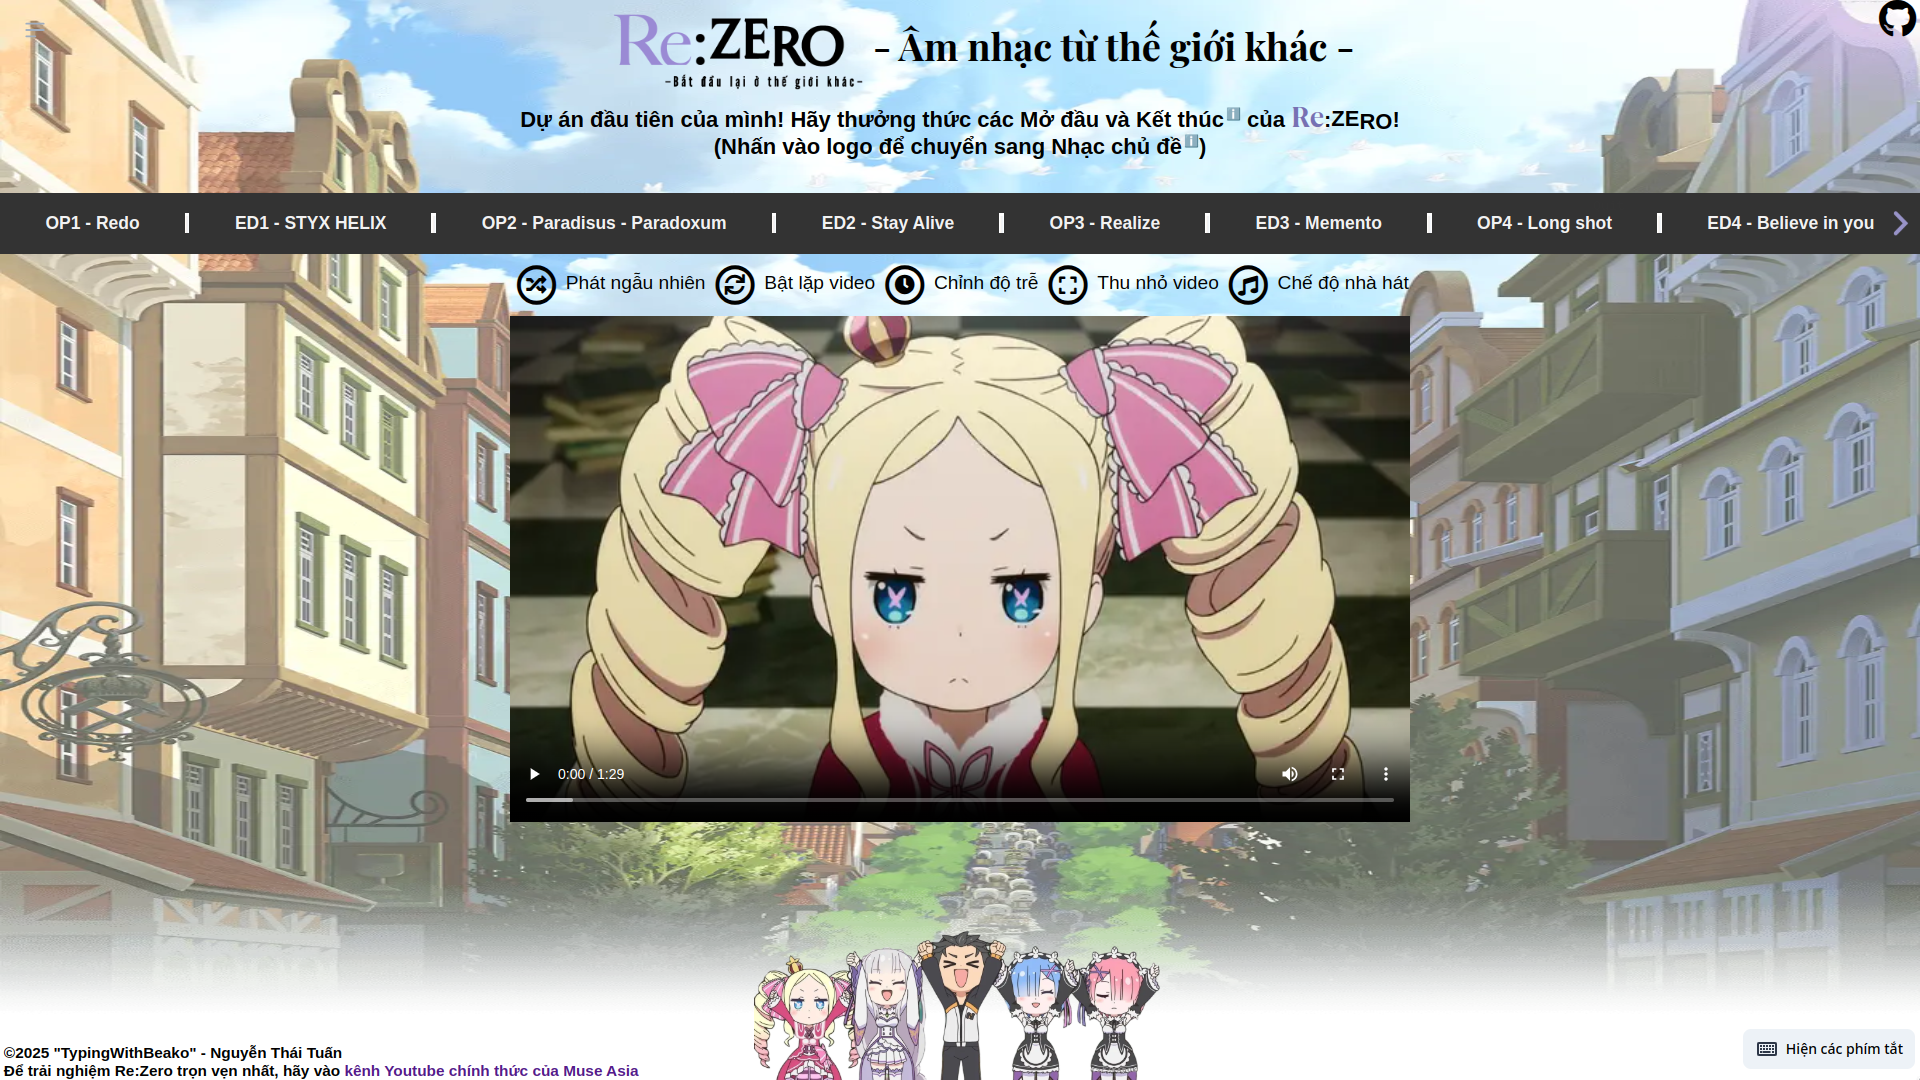 Re:ZERO - Âm nhạc từ thế giới khác -
-Bắt đầu lại ở thế giới khác-
Dự án đầu tiên của mình! Hãy thưởng thức các Mở đầu và Kết thúcℹ️ của Re:ZERO!
(Nhấn vào logo để chuyển sang Nhạc chủ đềℹ️)
OP1 - Redo
ED1 - STYX HELIX
OP2 - Paradisus - Paradoxum
ED2 - Stay Alive
OP3 - Realize
ED3 - Memento
OP4 - Long shot
ED4 - Believe in you
Phát ngẫu nhiên
Bật lặp video
Chỉnh độ trễ
Thu nhỏ video
Chế độ nhà hát
0:00 / 1:29
©2025 "TypingWithBeako" - Nguyễn Thái Tuấn
Để trải nghiệm Re:Zero trọn vẹn nhất, hãy vào kênh Youtube chính thức của Muse Asia
Hiện các phím tắt